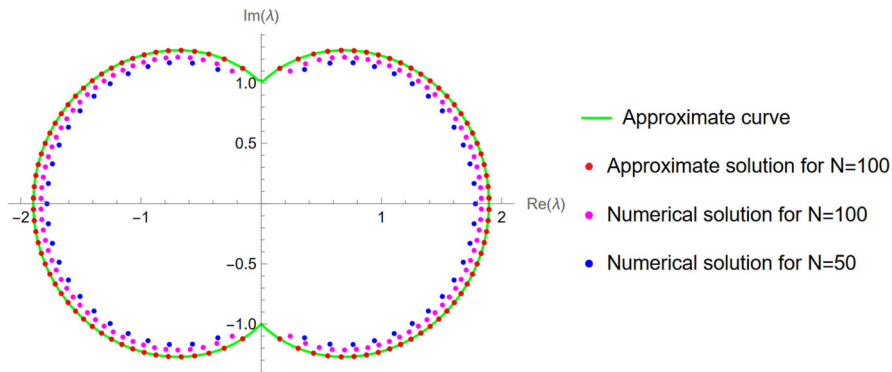 Im(λ)
1.0
0.5
−2 −1 1 2 Re(λ)
−0.5
−1.0
Approximate curve
Approximate solution for N=100
Numerical solution for N=100
Numerical solution for N=50